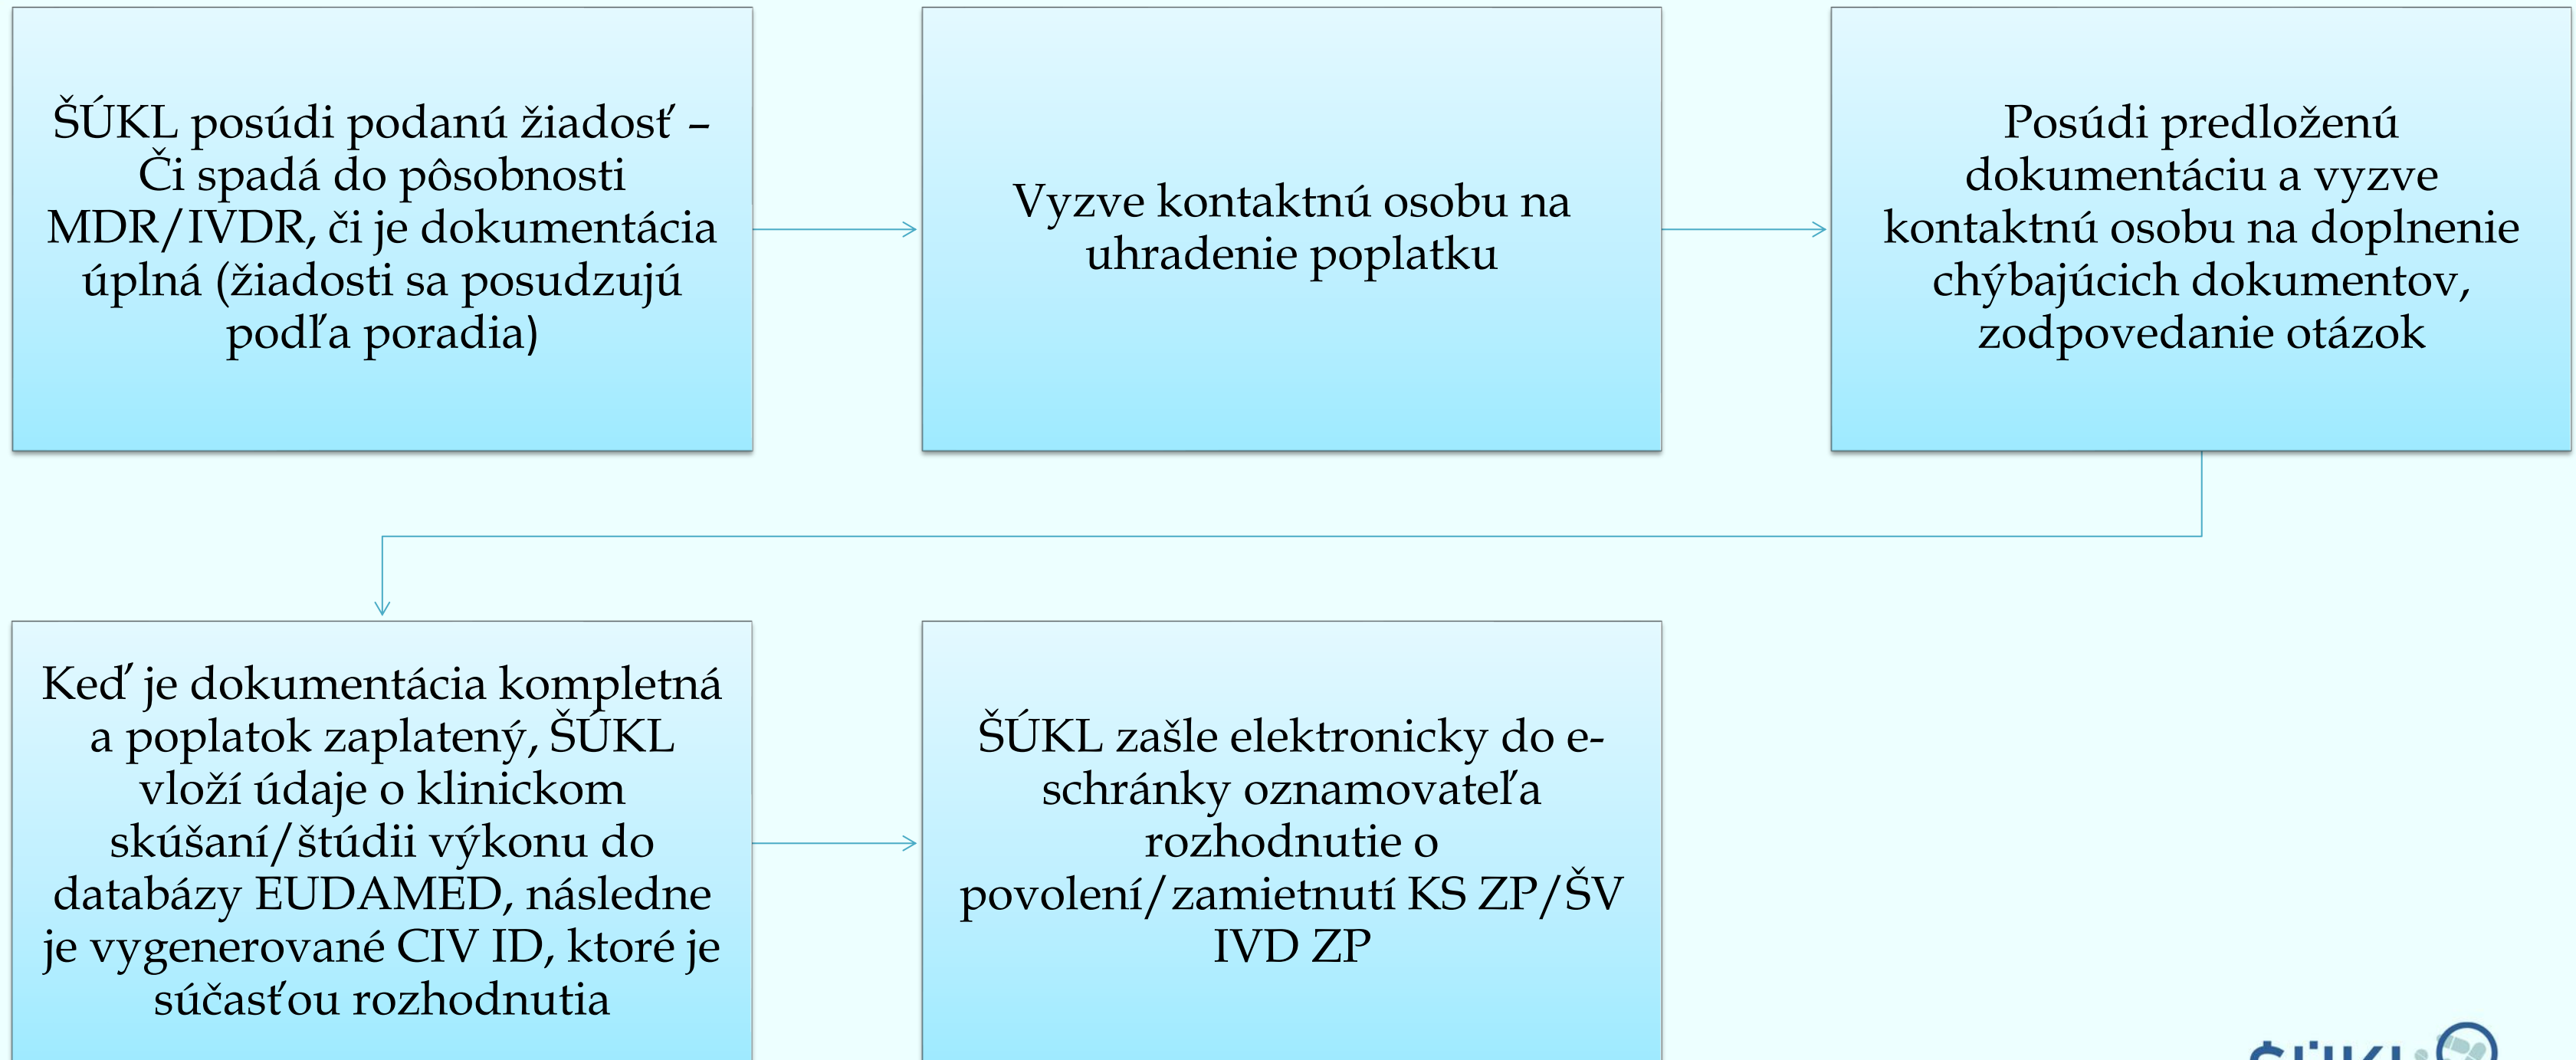 ŠÚKL posúdi podanú žiadosť –
Či spadá do pôsobnosti
MDR/IVDR, či je dokumentácia
úplná (žiadosti sa posudzujú
podľa poradia)
Vyzve kontaktnú osobu na
uhradenie poplatku
Posúdi predloženú
dokumentáciu a vyzve
kontaktnú osobu na doplnenie
chýbajúcich dokumentov,
zodpovedanie otázok
Keď je dokumentácia kompletná
a poplatok zaplatený, ŠÚKL
vloží údaje o klinickom
skúšaní/štúdii výkonu do
databázy EUDAMED, následne
je vygenerované CIV ID, ktoré je
súčasťou rozhodnutia
ŠÚKL zašle elektronicky do e-
schránky oznamovateľa
rozhodnutie o
povolení/zamietnutí KS ZP/ŠV
IVD ZP
ŠÚKL